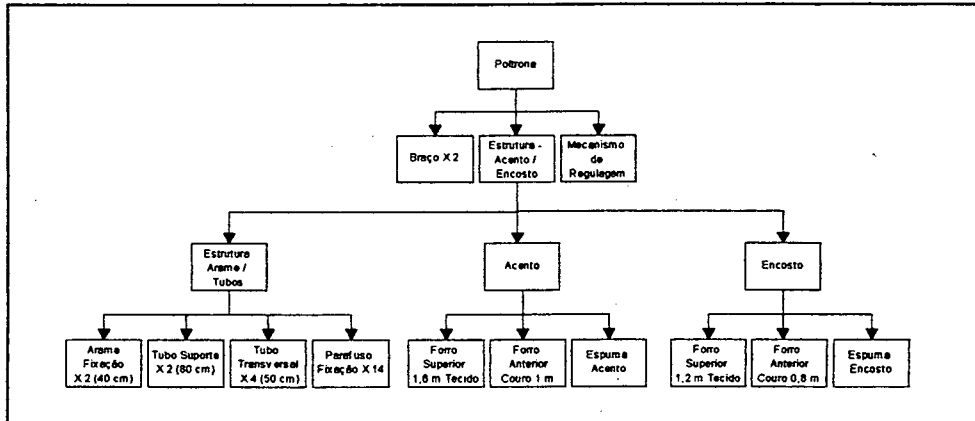 Poltrona
Braço X 2
Estrutura -
Acento /
Encosto
Mecanismo
de
Regulagem
Estrutura
Arame /
Tubos
Acento
Encosto
Arame
Fixação
X 2 (40 cm)
Tubo Suporte
X 2 (80 cm)
Tubo
Transversal
X 4 (50 cm)
Parafuso
Fixação X 14
Forro
Superior
1,6 m Tecido
Forro
Anterior
Couro 1 m
Espuma
Acento
Forro
Superior
1,2 m Tecido
Forro
Anterior
Couro 0,8 m
Espuma
Encosto